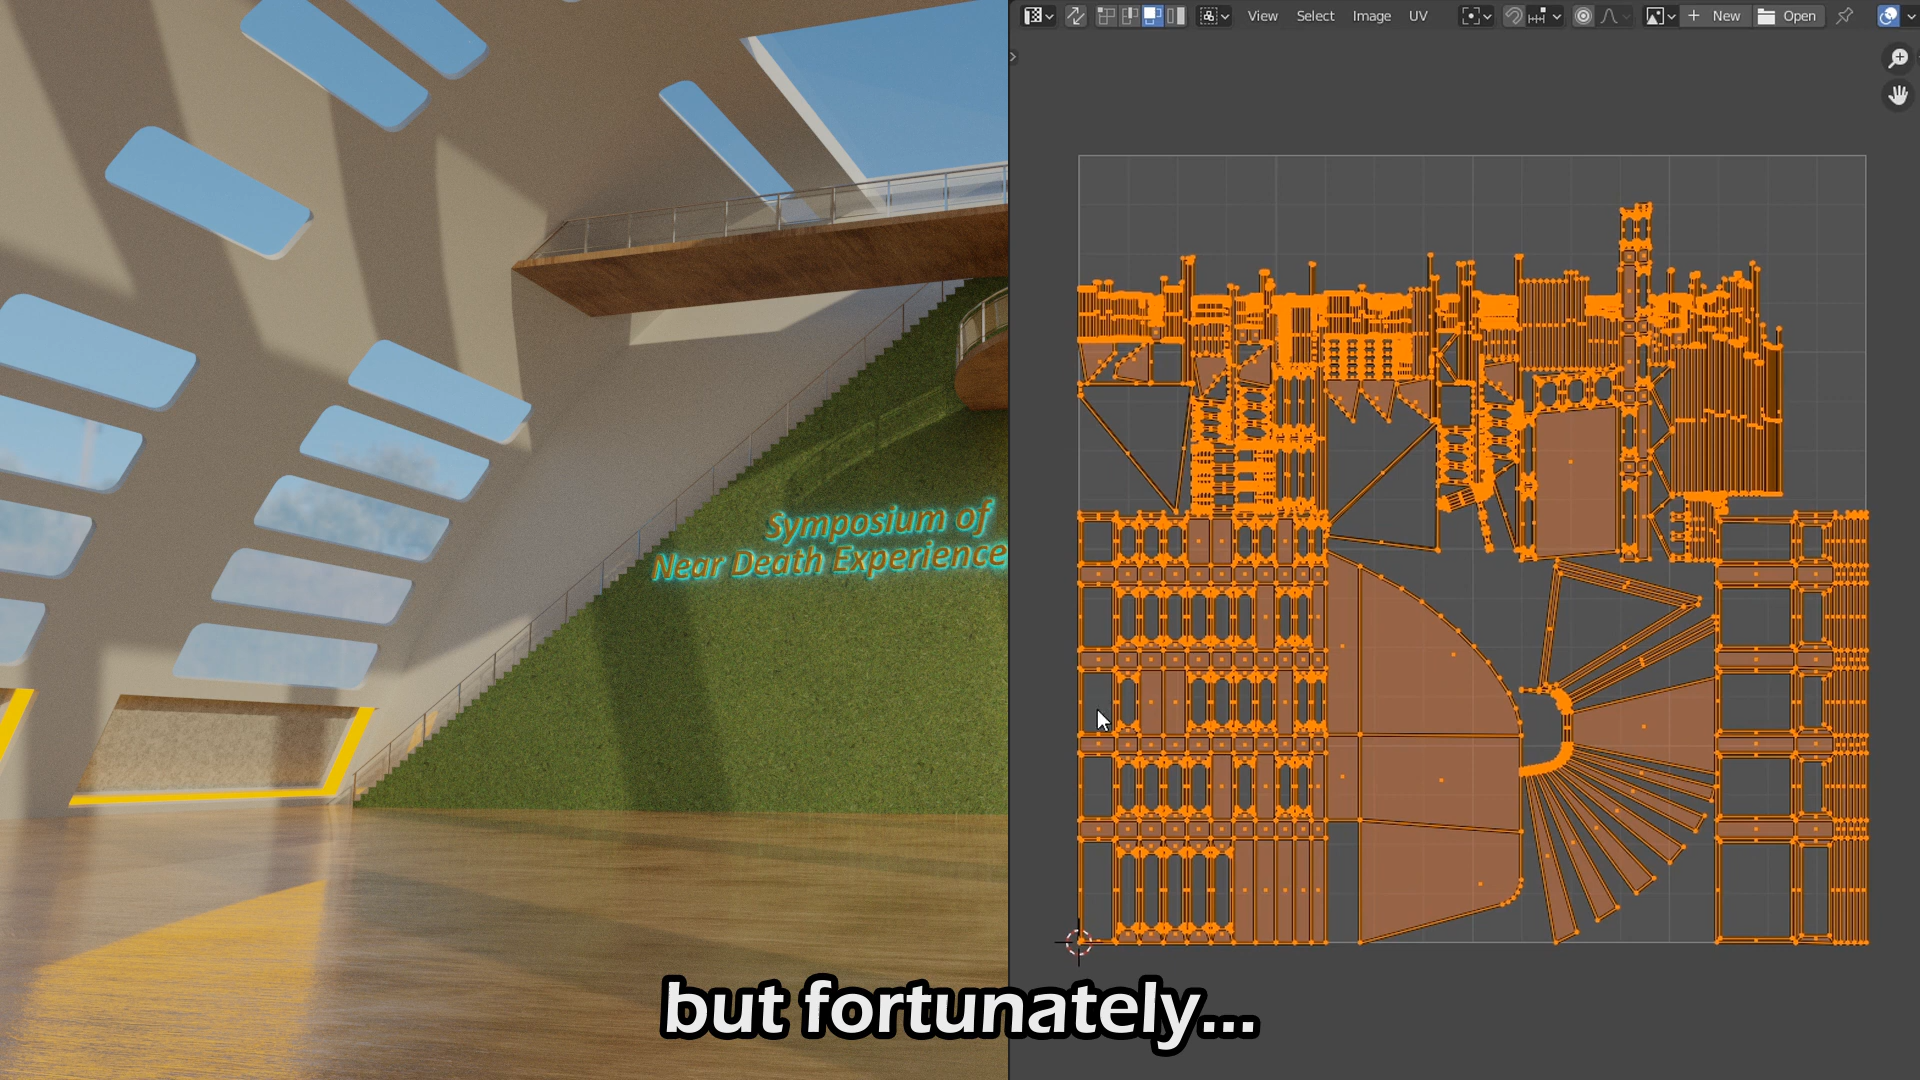 View Select Image UV New Open
Symposium of
Near Death Experience
but fortunately...